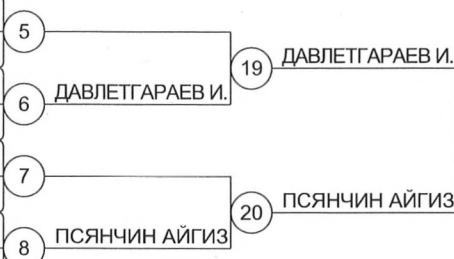 5
19 ДАВЛЕТГАРАЕВ И.
6 ДАВЛЕТГАРАЕВ И.
7
20 ПСЯНЧИН АЙГИЗ
8 ПСЯНЧИН АЙГИЗ